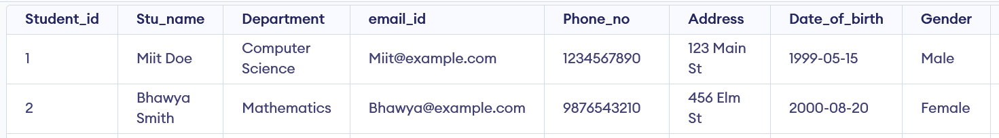 Student_id Stu_name Department email_id Phone_no Address Date_of_birth Gender
1 Miit Doe Computer Science Miit@example.com 1234567890 123 Main St 1999-05-15 Male
2 Bhawya Smith Mathematics Bhawya@example.com 9876543210 456 Elm St 2000-08-20 Female